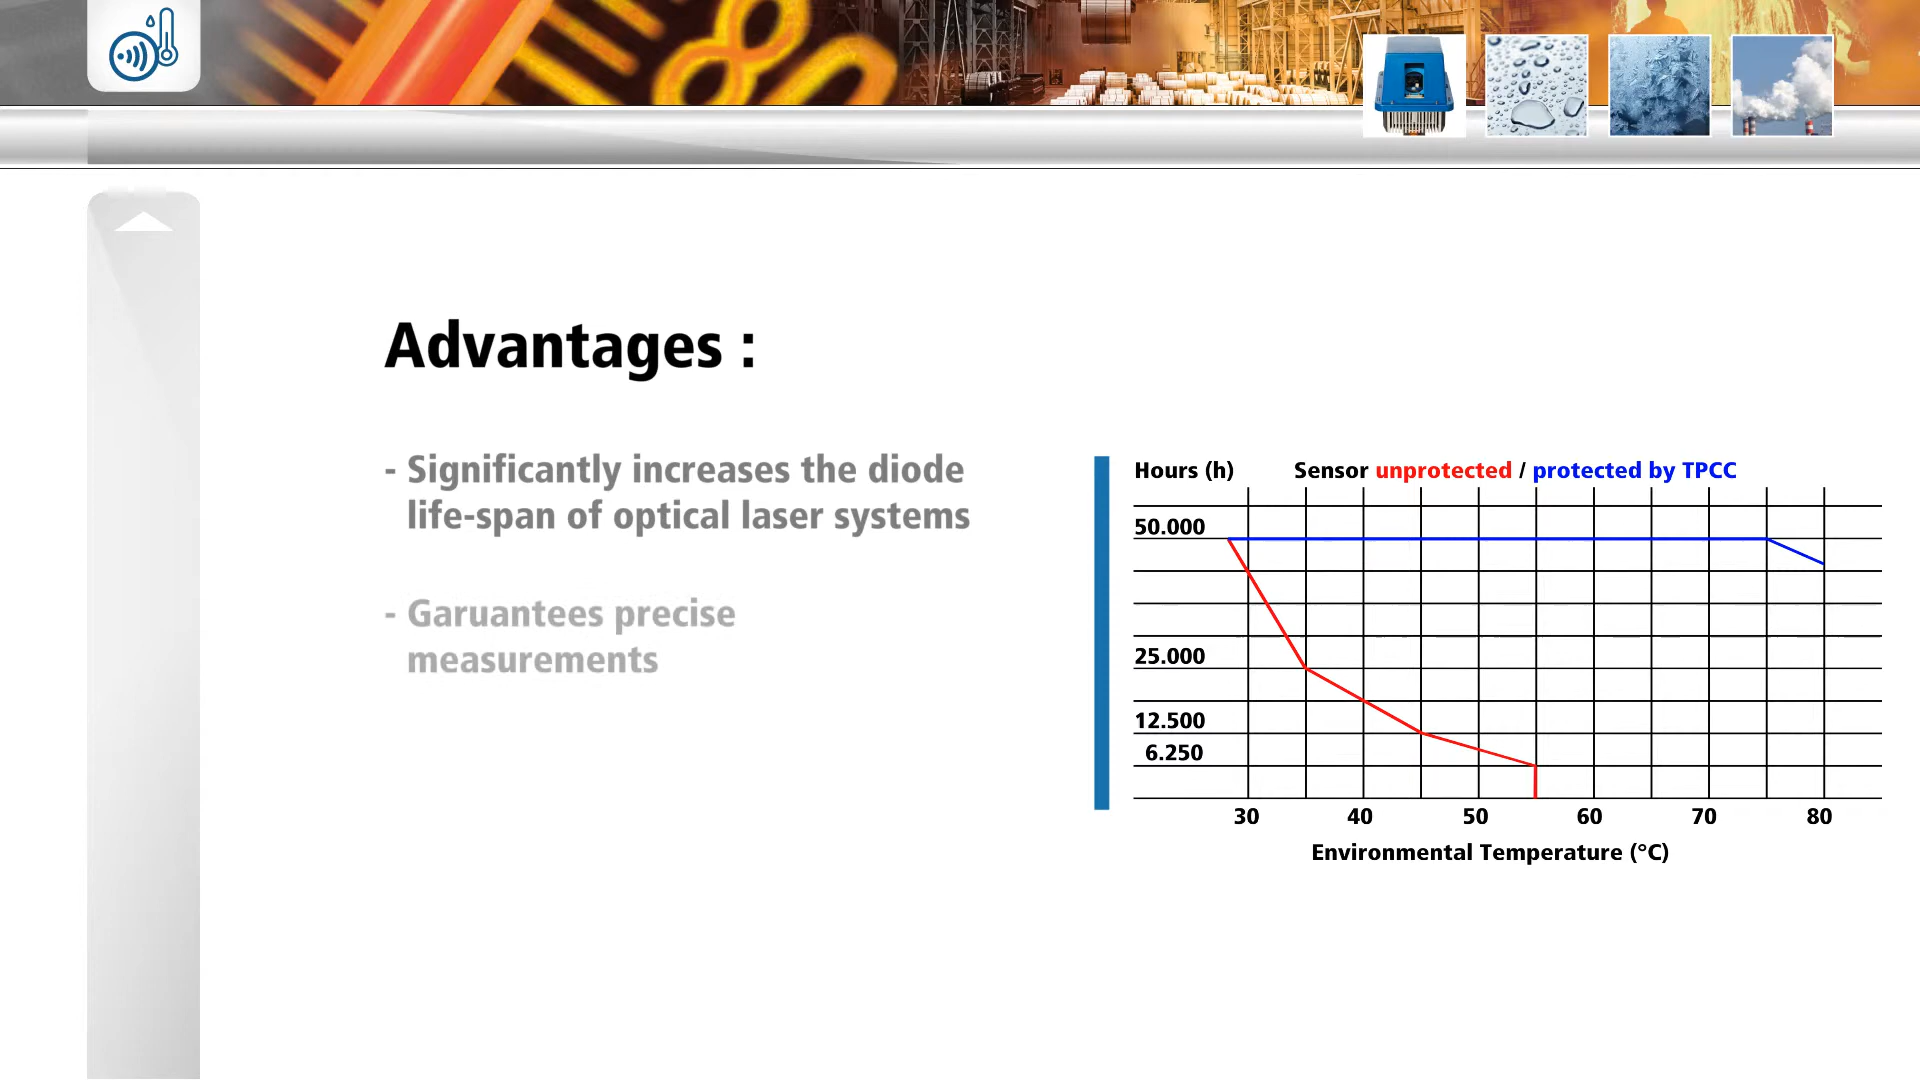 Advantages :
- Significantly increases the diode
life-span of optical laser systems
- Garuantees precise
measurements
Hours (h) Sensor unprotected / protected by TPCC
50.000
25.000
12.500
6.250
30 40 50 60 70 80
Environmental Temperature (°C)